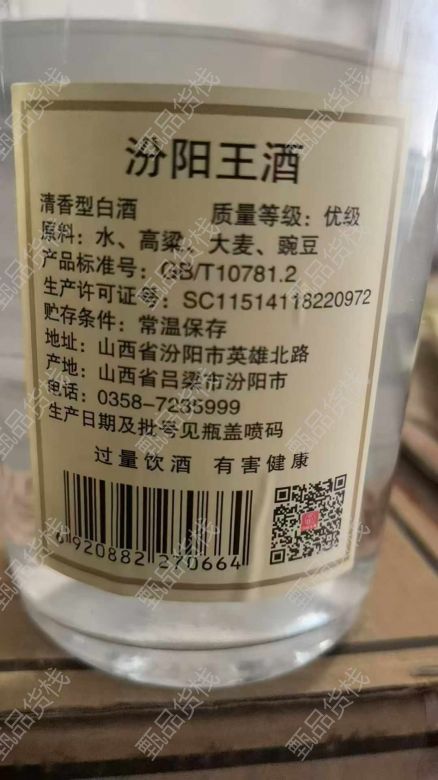 汾阳王酒
清香型白酒 质量等级：优级
原料：水、高粱、大麦、豌豆
产品标准号：GB/T10781.2
生产许可证号：SC11514118220972
贮存条件：常温保存
地址：山西省汾阳市英雄北路
产地：山西省吕梁市汾阳市
电话：0358-7235999
生产日期及批号见瓶盖喷码
过量饮酒 有害健康
6920882270664
甄品货栈